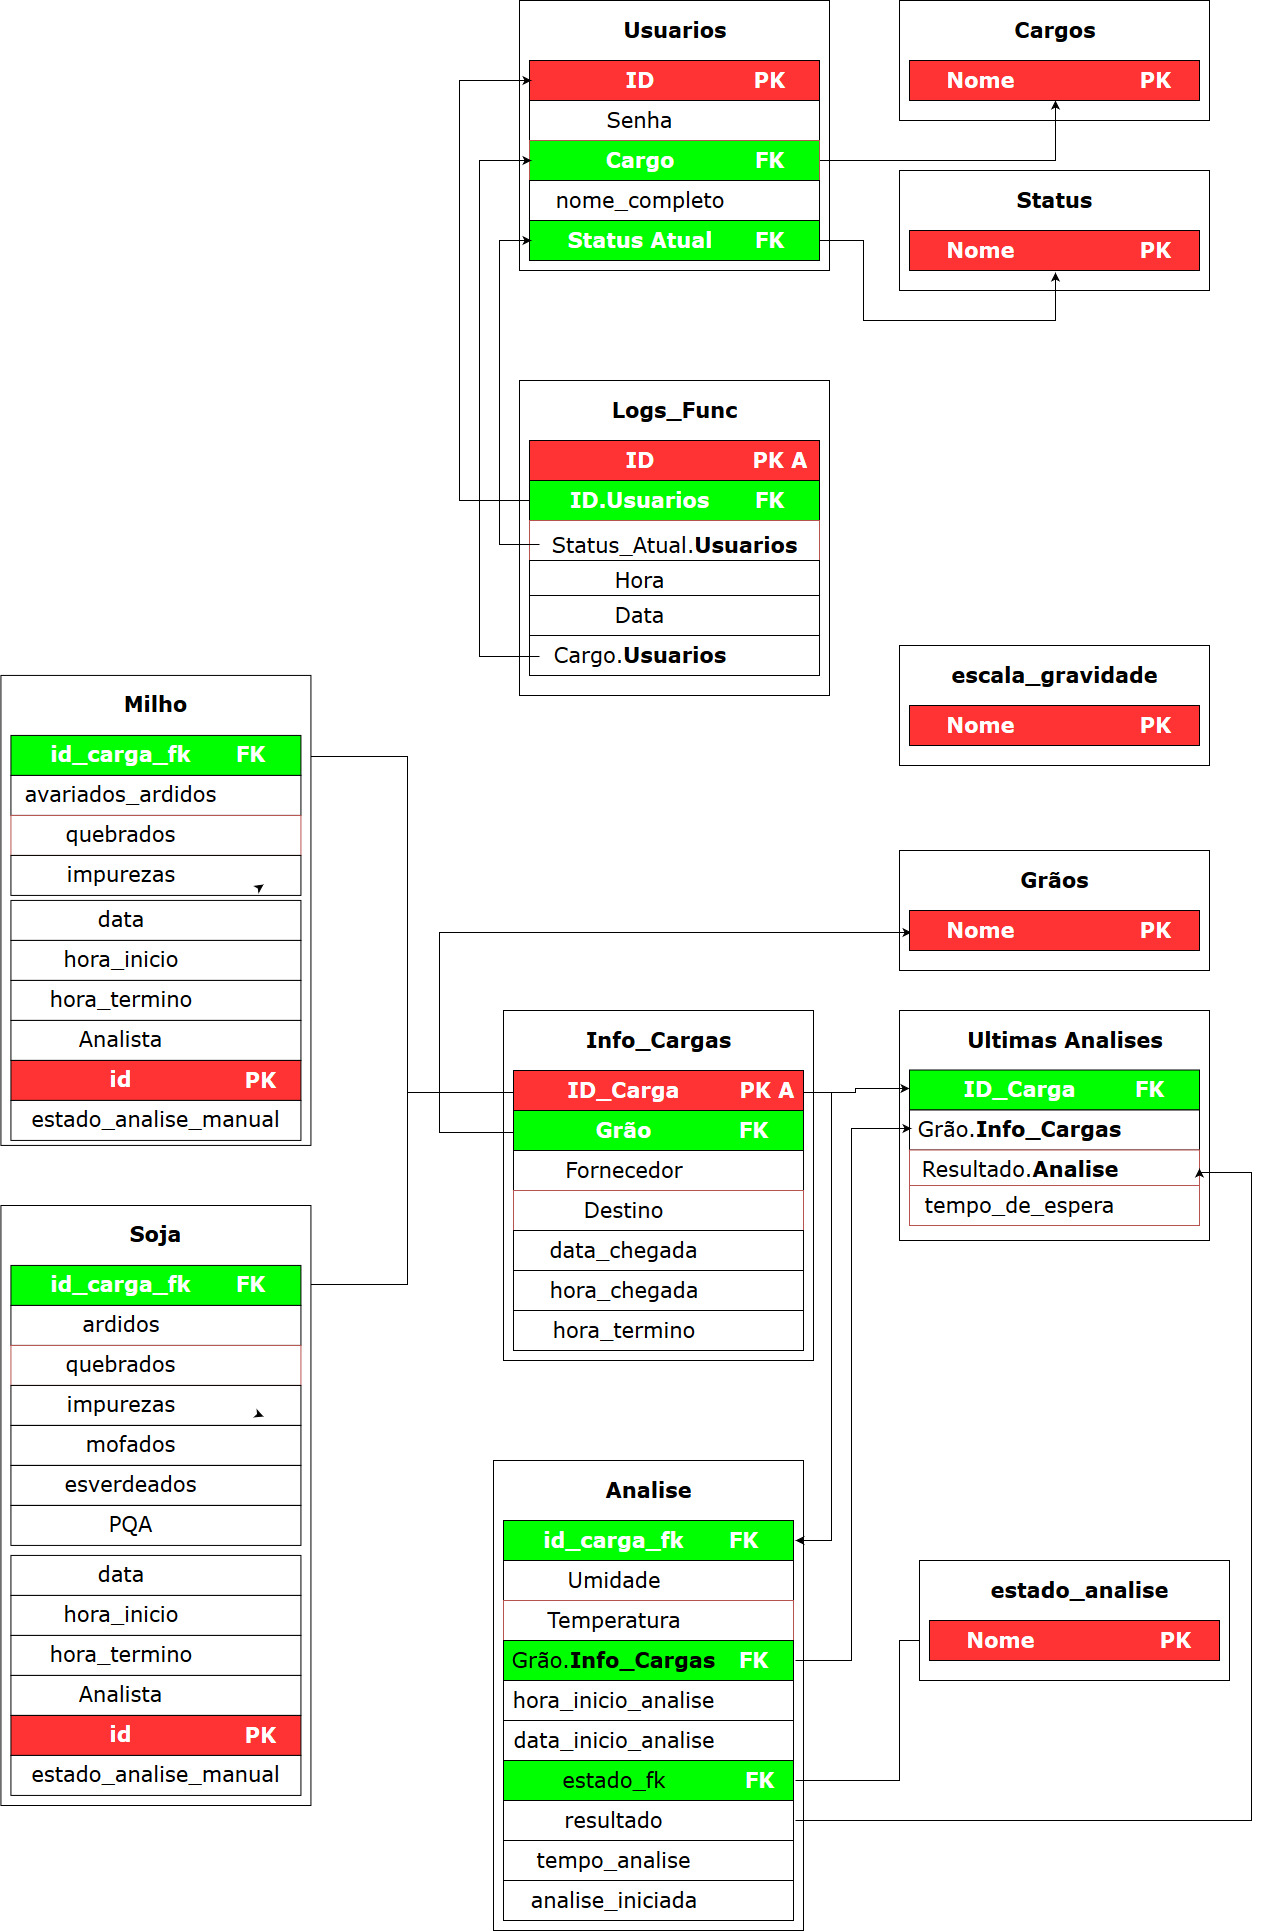 Usuarios
ID PK
Senha
Cargo FK
nome_completo
Status Atual FK
Cargos
Nome PK
Status
Nome PK
Logs_Func
ID PK A
ID.Usuarios FK
Status_Atual.Usuarios
Hora
Data
Cargo.Usuarios
escala_gravidade
Nome PK
Milho
id_carga_fk FK
avariados_ardidos
quebrados
impurezas
data
hora_inicio
hora_termino
Analista
id PK
estado_analise_manual
Grãos
Nome PK
Info_Cargas
ID_Carga PK A
Grão FK
Fornecedor
Destino
data_chegada
hora_chegada
hora_termino
Ultimas Analises
ID_Carga FK
Grão.Info_Cargas
Resultado.Analise
tempo_de_espera
Soja
id_carga_fk FK
ardidos
quebrados
impurezas
mofados
esverdeados
PQA
data
hora_inicio
hora_termino
Analista
id PK
estado_analise_manual
Analise
id_carga_fk FK
Umidade
Temperatura
Grão.Info_Cargas FK
hora_inicio_analise
data_inicio_analise
estado_fk FK
resultado
tempo_analise
analise_iniciada
estado_analise
Nome PK